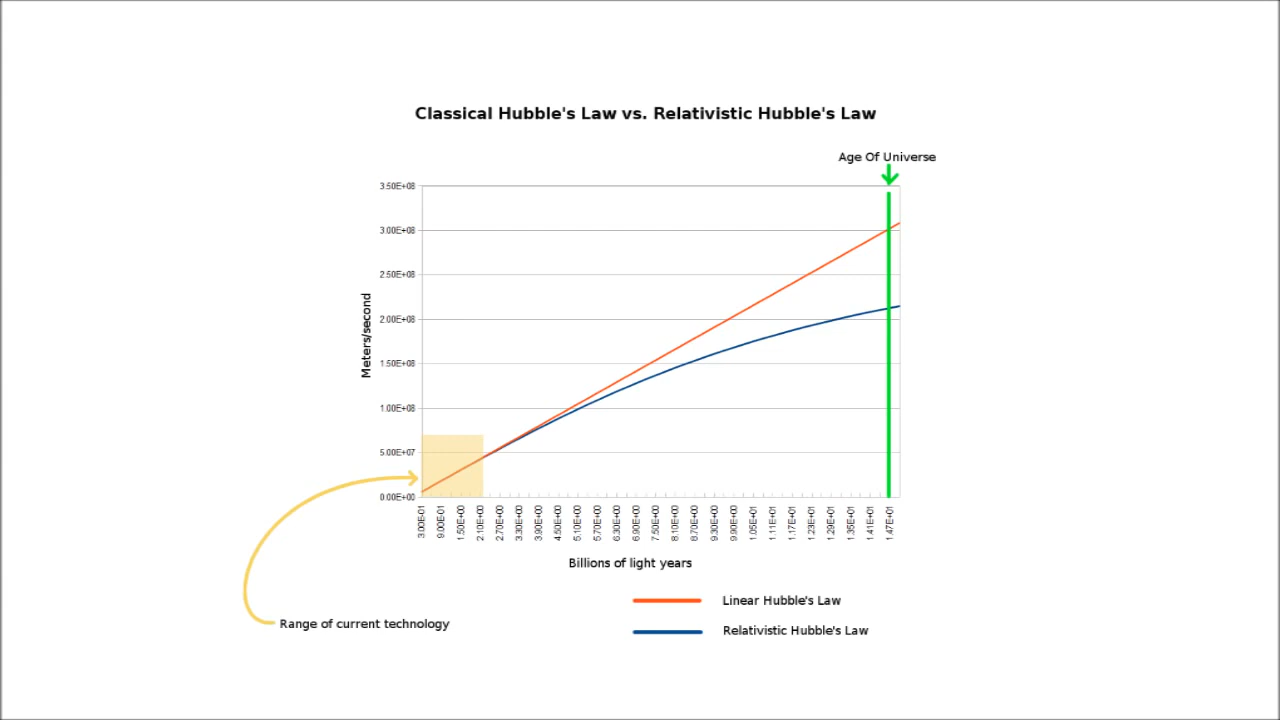 Classical Hubble's Law vs. Relativistic Hubble's Law
Age Of Universe
3.50E+08
3.00E+08
2.50E+08
2.00E+08
1.50E+08
1.00E+08
5.00E+07
0.00E+00
Meters/second
3.00E-01
9.00E-01
1.50E+00
2.10E+00
2.70E+00
3.30E+00
3.90E+00
4.50E+00
5.10E+00
5.70E+00
6.30E+00
6.90E+00
7.50E+00
8.10E+00
8.70E+00
9.30E+00
9.90E+00
1.05E+01
1.11E+01
1.17E+01
1.23E+01
1.29E+01
1.35E+01
1.41E+01
1.47E+01
Billions of light years
Linear Hubble's Law
Range of current technology
Relativistic Hubble's Law